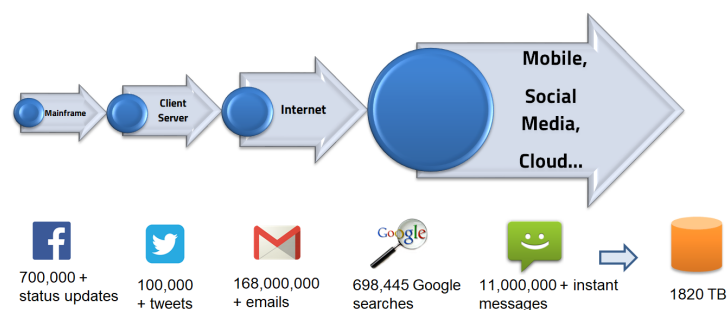 Mainframe
Client
Server
Internet
Mobile,
Social
Media,
Cloud...
Google
700,000 +
status updates
100,000
+ tweets
168,000,000
+ emails
698,445 Google
searches
11,000,000 + instant
messages
1820 TB